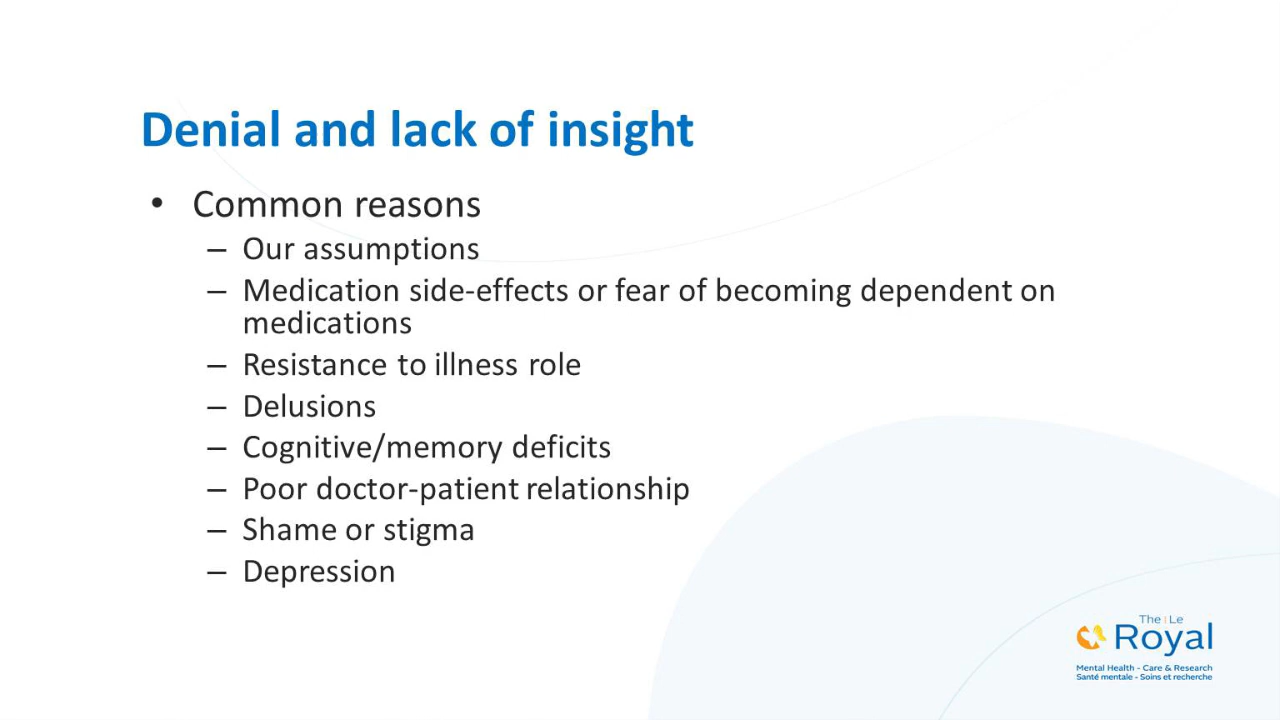 Denial and lack of insight
• Common reasons
– Our assumptions
– Medication side-effects or fear of becoming dependent on
medications
– Resistance to illness role
– Delusions
– Cognitive/memory deficits
– Poor doctor-patient relationship
– Shame or stigma
– Depression
The | Le
Royal
Mental Health - Care & Research
Santé mentale - Soins et recherche